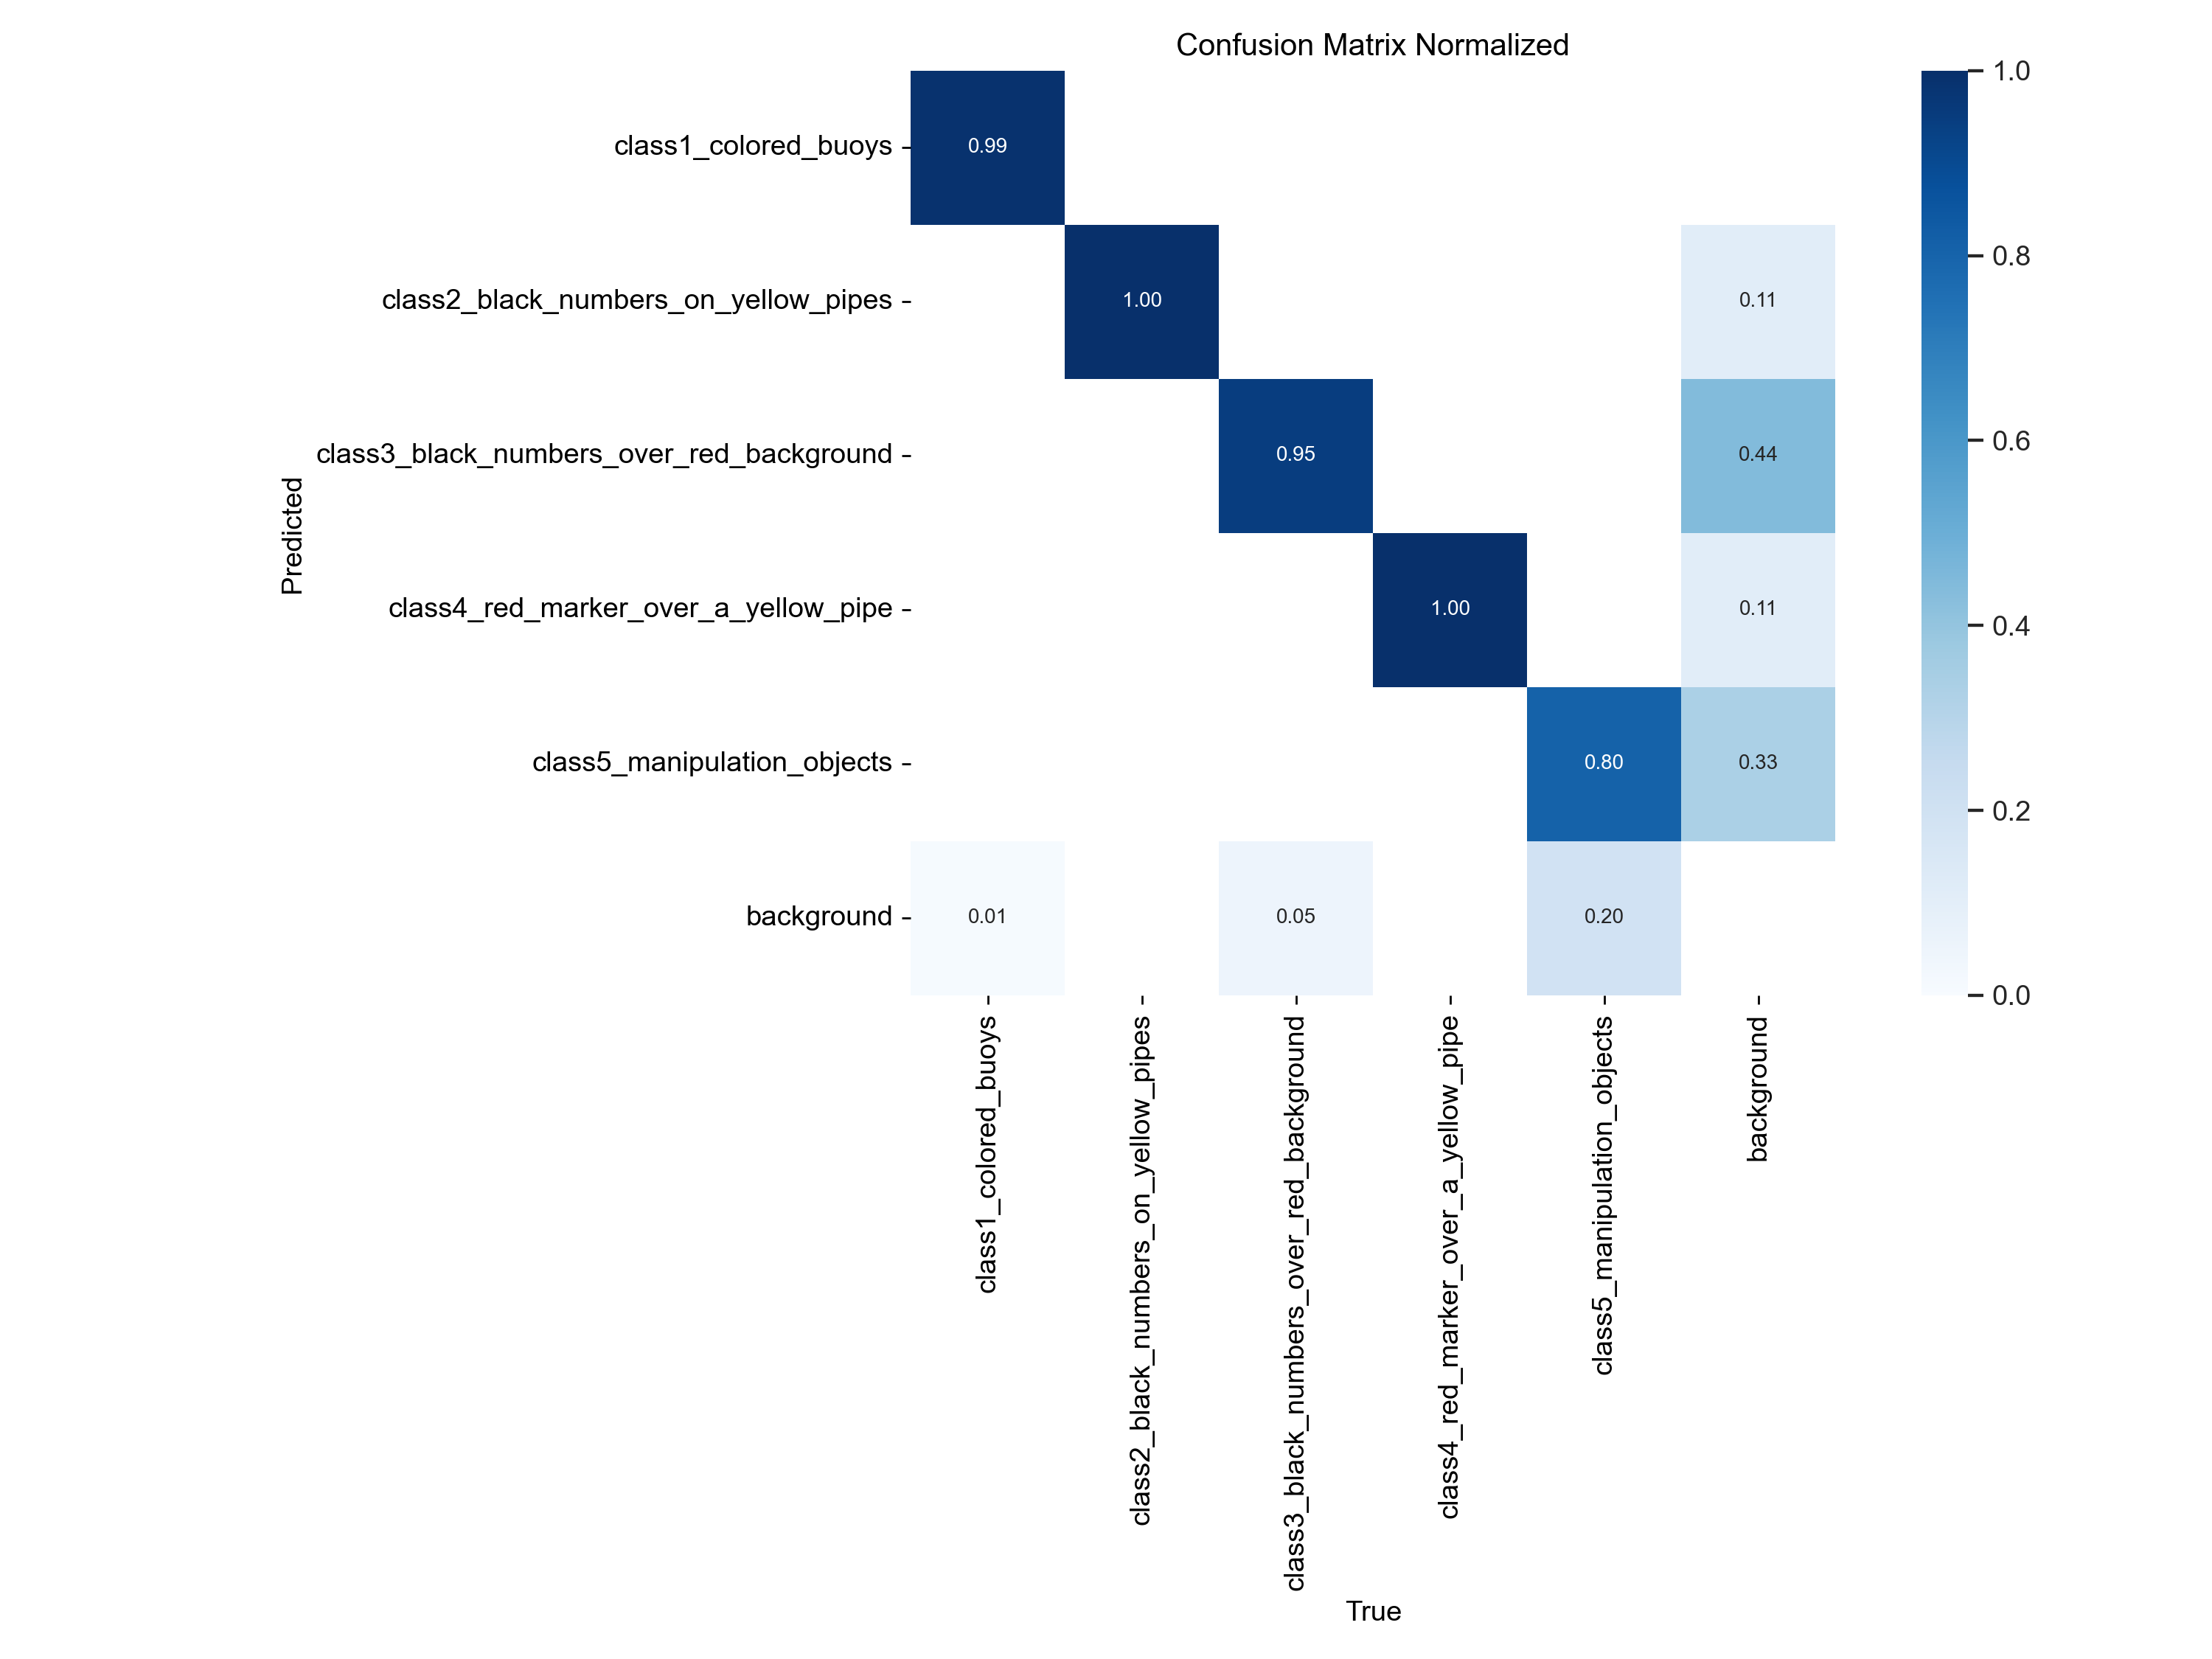 Confusion Matrix Normalized
Predicted
class1_colored_buoys
0.99
class2_black_numbers_on_yellow_pipes
1.00
0.11
class3_black_numbers_over_red_background
0.95
0.44
class4_red_marker_over_a_yellow_pipe
1.00
0.11
class5_manipulation_objects
0.80
0.33
background
0.01
0.05
0.20
class1_colored_buoys
class2_black_numbers_on_yellow_pipes
class3_black_numbers_over_red_background
class4_red_marker_over_a_yellow_pipe
class5_manipulation_objects
background
True
1.0
0.8
0.6
0.4
0.2
0.0